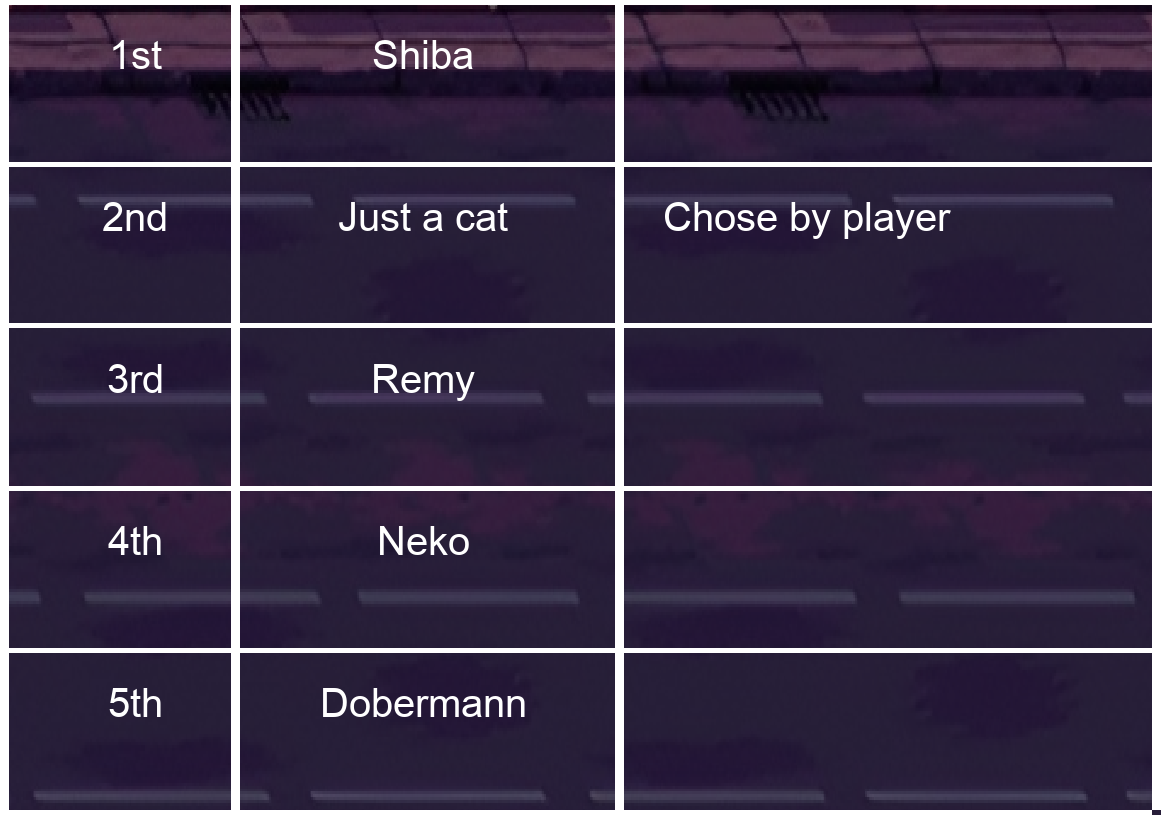 1st Shiba
2nd Just a cat Chose by player
3rd Remy
4th Neko
5th Dobermann